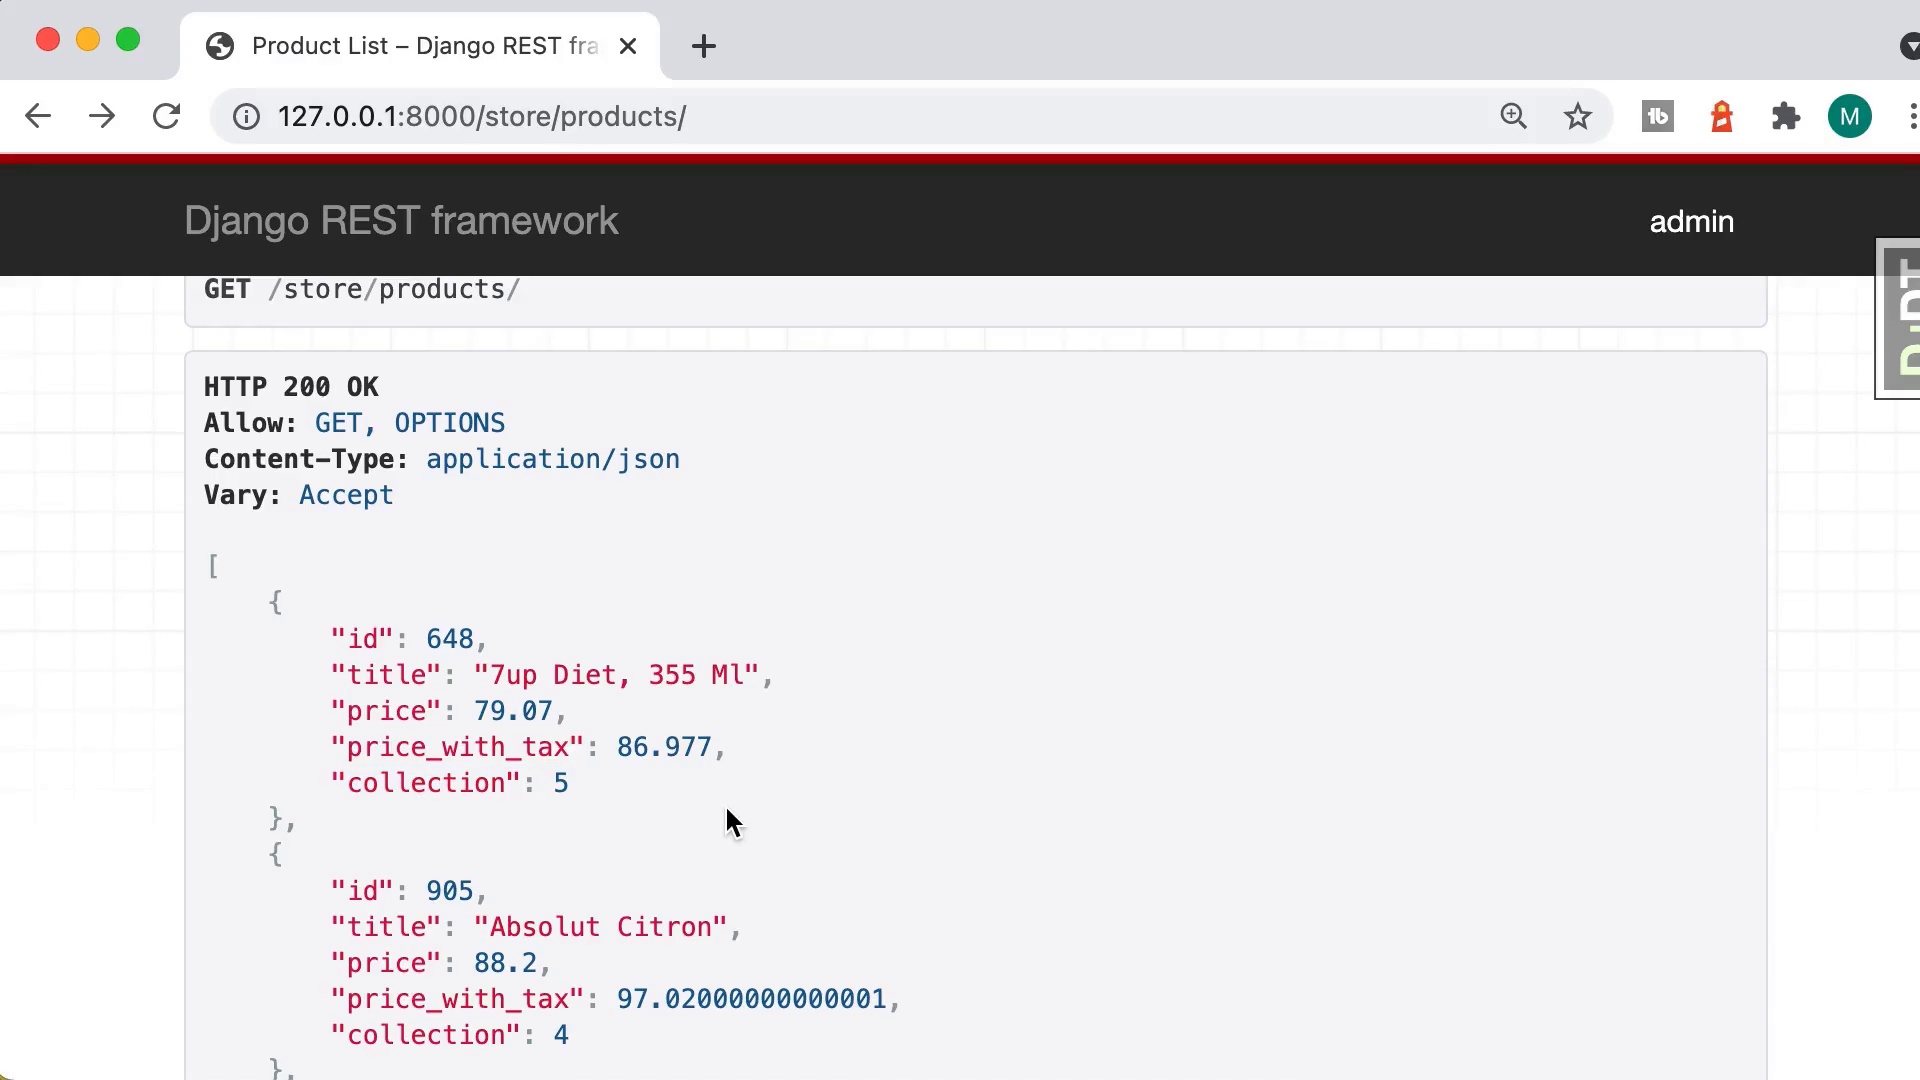 Product List – Django REST fra
127.0.0.1:8000/store/products/
M
Django REST framework
admin
DjDT
GET /store/products/
HTTP 200 OK
Allow: GET, OPTIONS
Content-Type: application/json
Vary: Accept
[
{
"id": 648,
"title": "7up Diet, 355 Ml",
"price": 79.07,
"price_with_tax": 86.977,
"collection": 5
},
{
"id": 905,
"title": "Absolut Citron",
"price": 88.2,
"price_with_tax": 97.02000000000001,
"collection": 4
},